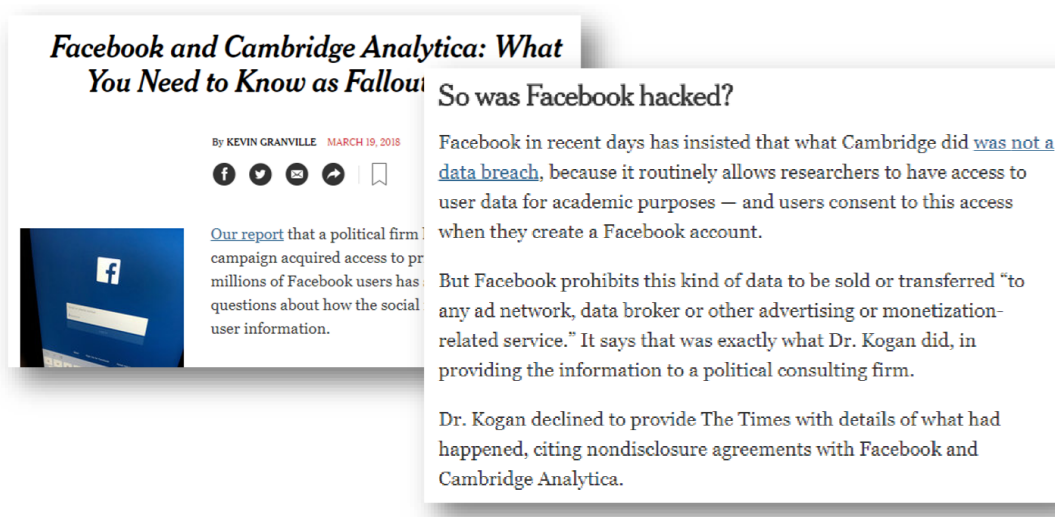 Facebook and Cambridge Analytica: What
You Need to Know as Fallout
By KEVIN GRANVILLE MARCH 19, 2018
Our report that a political firm
campaign acquired access to pr
millions of Facebook users has
questions about how the social
user information.
So was Facebook hacked?
Facebook in recent days has insisted that what Cambridge did was not a
data breach, because it routinely allows researchers to have access to
user data for academic purposes — and users consent to this access
when they create a Facebook account.
But Facebook prohibits this kind of data to be sold or transferred “to
any ad network, data broker or other advertising or monetization-
related service.” It says that was exactly what Dr. Kogan did, in
providing the information to a political consulting firm.
Dr. Kogan declined to provide The Times with details of what had
happened, citing nondisclosure agreements with Facebook and
Cambridge Analytica.